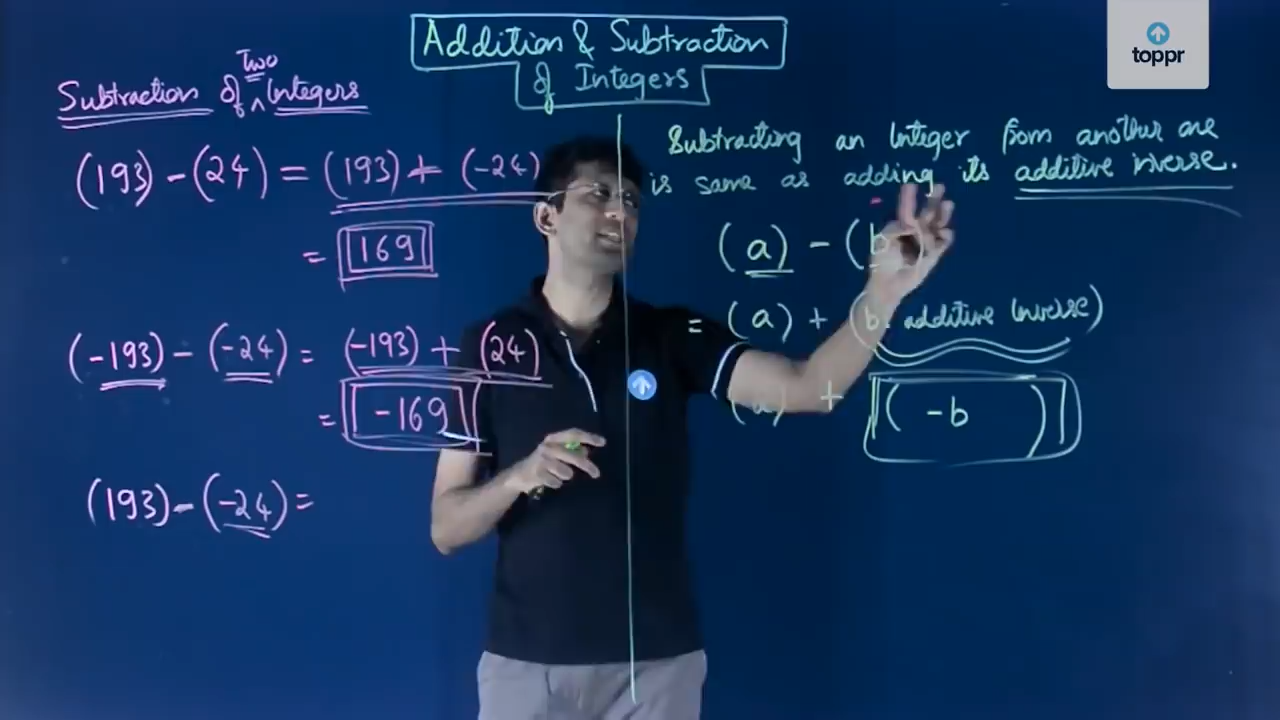 Addition & Subtraction
of Integers
toppr
Subtraction of Two Integers
(193) - (24) = (193) + (-24)
= 169
(-193) - (-24) = (-193) + (24)
= -169
(193) - (-24) =
Subtracting an Integer from another one
is same as adding its additive inverse.
(a) - (b)
= (a) + (b additive inverse)
(a) + (-b)